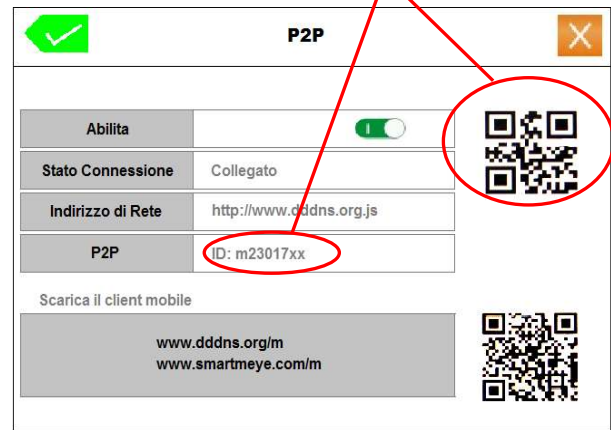 P2P
Abilita
Stato Connessione Collegato
Indirizzo di Rete http://www.dddns.org.js
P2P ID: m23017xx
Scarica il client mobile
www.dddns.org/m
www.smartmeye.com/m